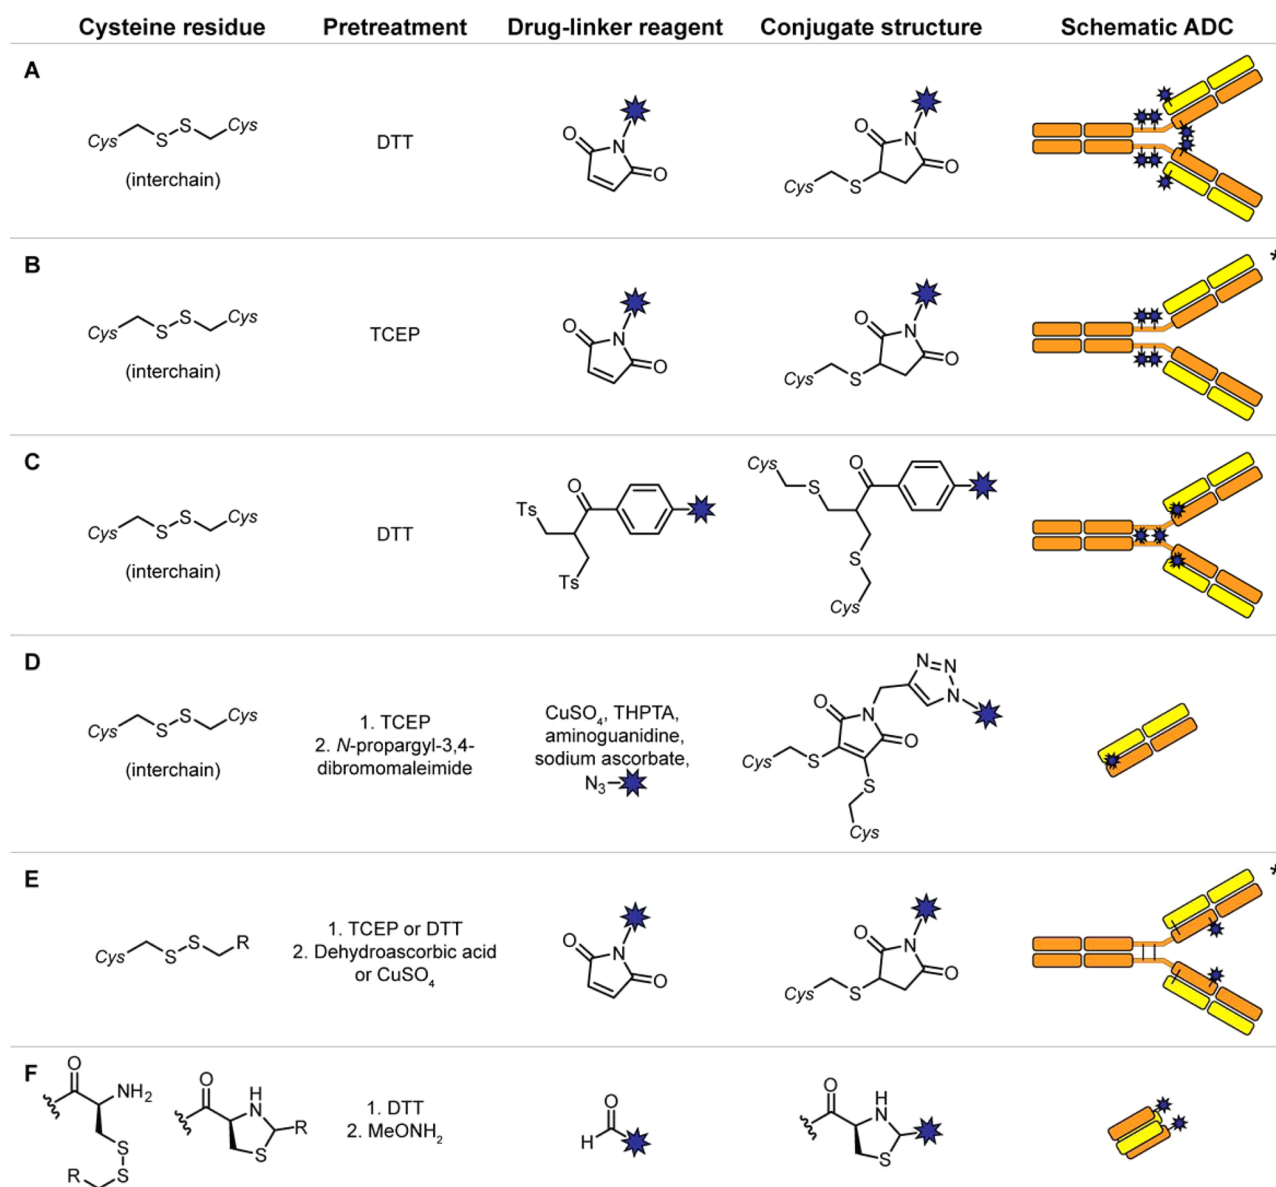 Cysteine residue Pretreatment Drug-linker reagent Conjugate structure Schematic ADC
A
Cys S S Cys
(interchain)
DTT
O N O
O N O Cys S
B
*
Cys S S Cys
(interchain)
TCEP
O N O
O N O Cys S
C
Cys S S Cys
(interchain)
DTT
O Ts Ts
Cys S O S Cys
D
Cys S S Cys
(interchain)
1. TCEP
2. N-propargyl-3,4-
dibromomaleimide
CuSO4, THPTA,
aminoguanidine,
sodium ascorbate,
N3
N N N O N O Cys S S Cys
E
*
Cys S S R
1. TCEP or DTT
2. Dehydroascorbic acid
or CuSO4
O N O
O N O Cys S
F
O NH2 S S R
O H N R S
1. DTT
2. MeONH2
O H
O H N S